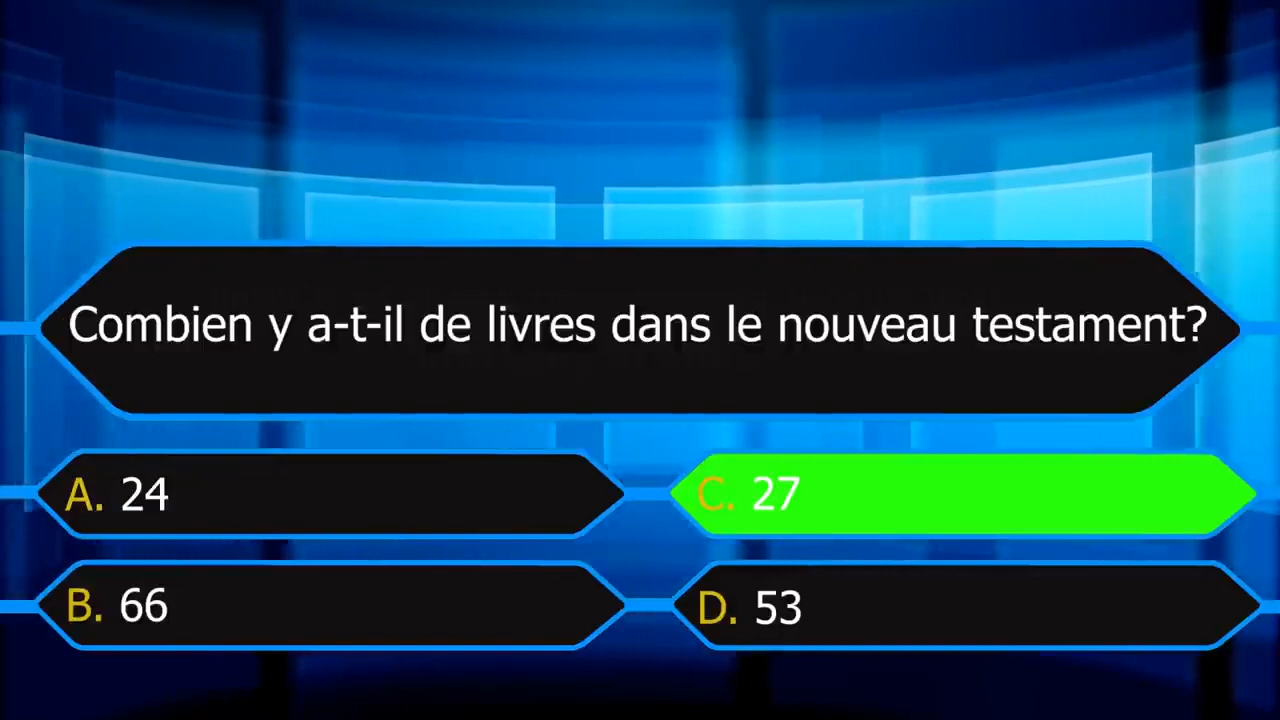 Combien y a-t-il de livres dans le nouveau testament?
A. 24
C. 27
B. 66
D. 53